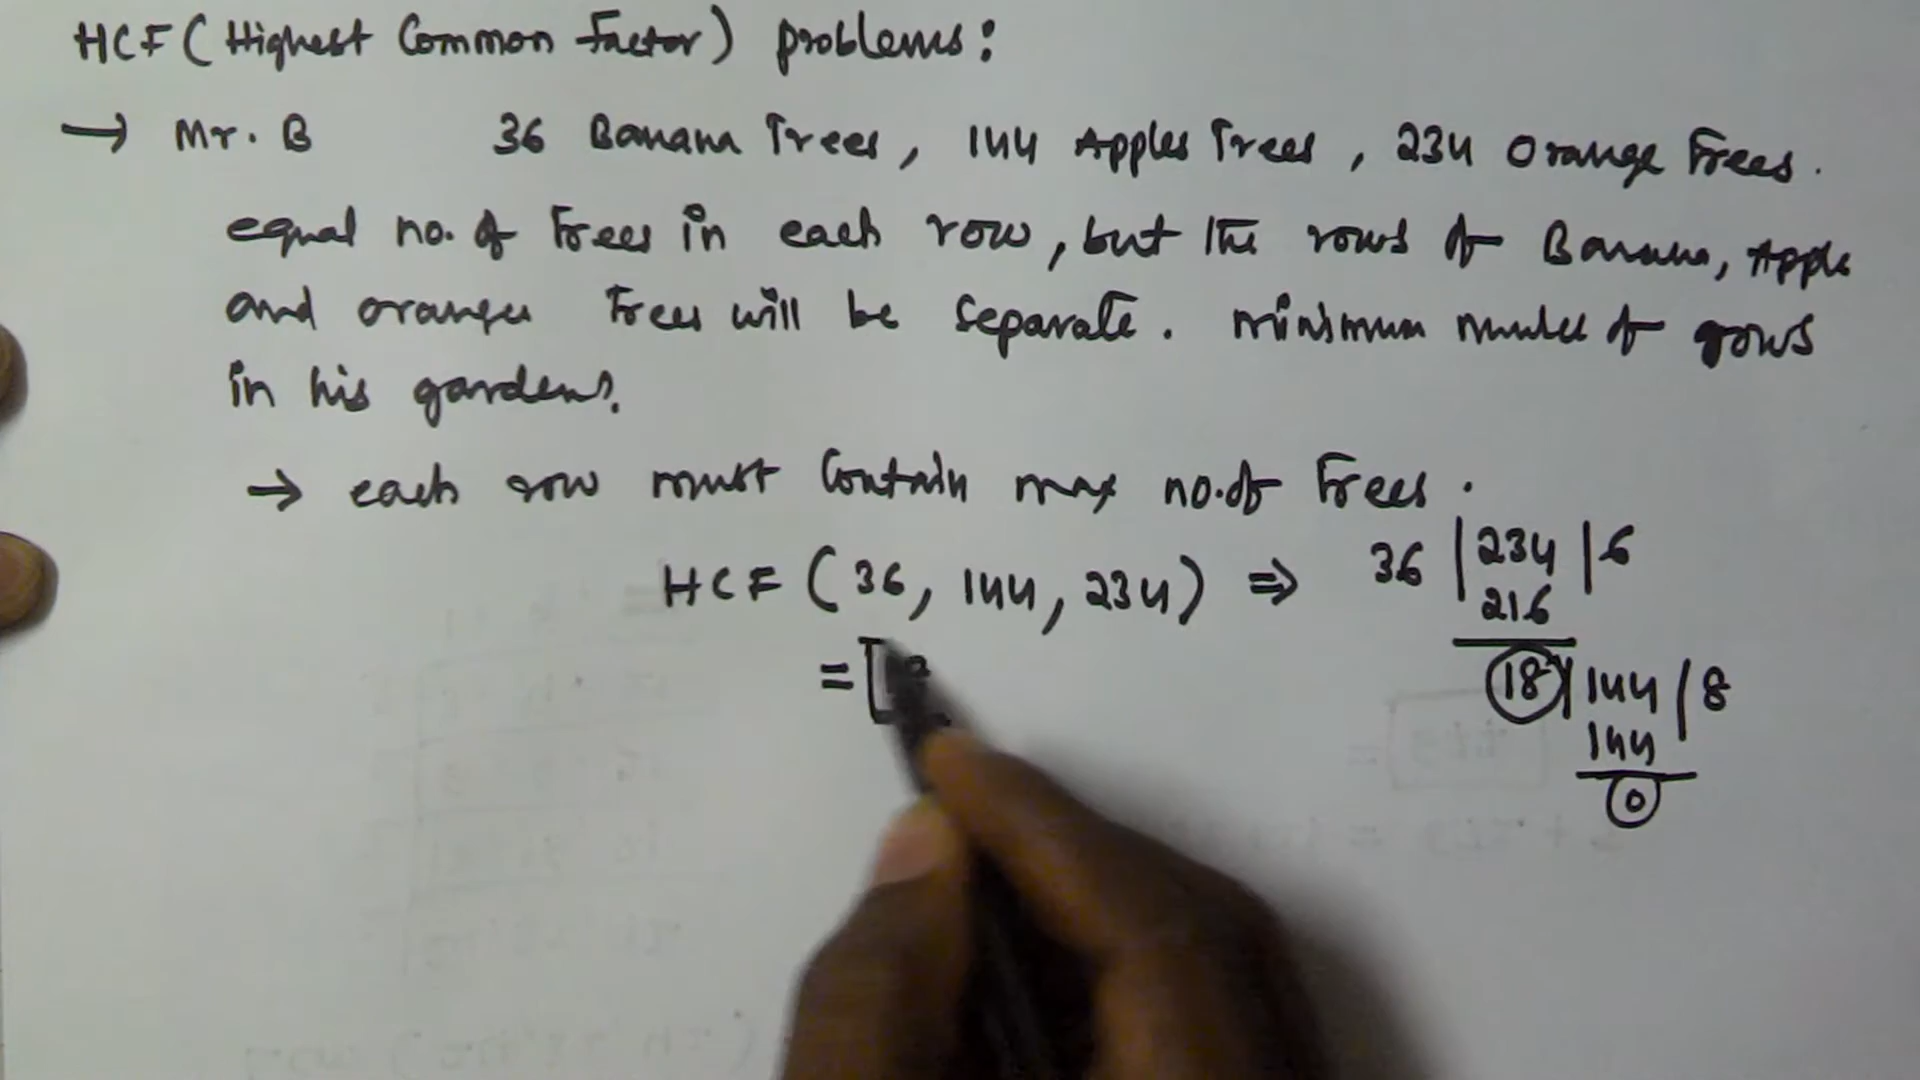 HCF (Highest Common Factor) problems:
→ Mr. B 36 Banana Trees, 144 Apples Trees, 234 Orange Trees.
equal no. of Trees in each row, but the rows of Banana, Apple
and oranges Trees will be separate. minimum number of rows
in his gardens.
→ each row must contain max no. of Trees.
HCF (36, 144, 234) ⇒ 36 | 234 | 6
216
= 18 | 144 | 8
144
0